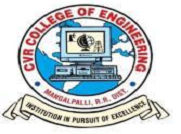 CVR COLLEGE OF ENGINEERING
MANGALPALLI, R.R. DIST.
INSTITUTION IN PURSUIT OF EXCELLENCE